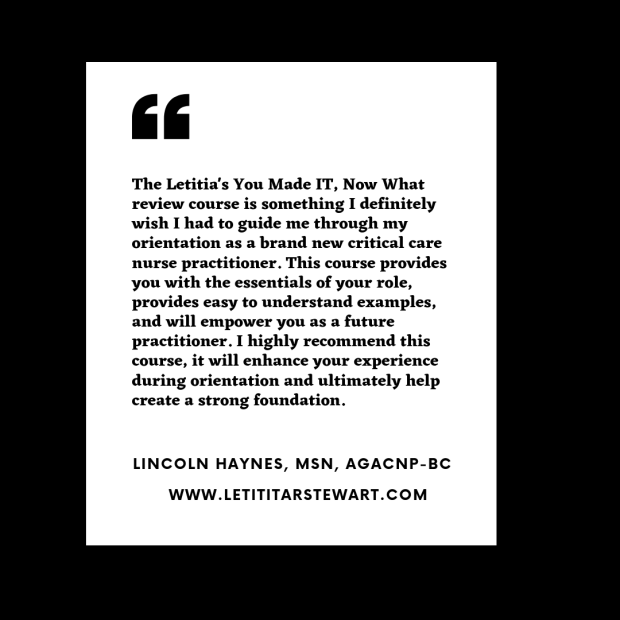 The Letitia's You Made IT, Now What
review course is something I definitely
wish I had to guide me through my
orientation as a brand new critical care
nurse practitioner. This course provides
you with the essentials of your role,
provides easy to understand examples,
and will empower you as a future
practitioner. I highly recommend this
course, it will enhance your experience
during orientation and ultimately help
create a strong foundation.
LINCOLN HAYNES, MSN, AGACNP-BC
WWW.LETITITARSTEWART.COM